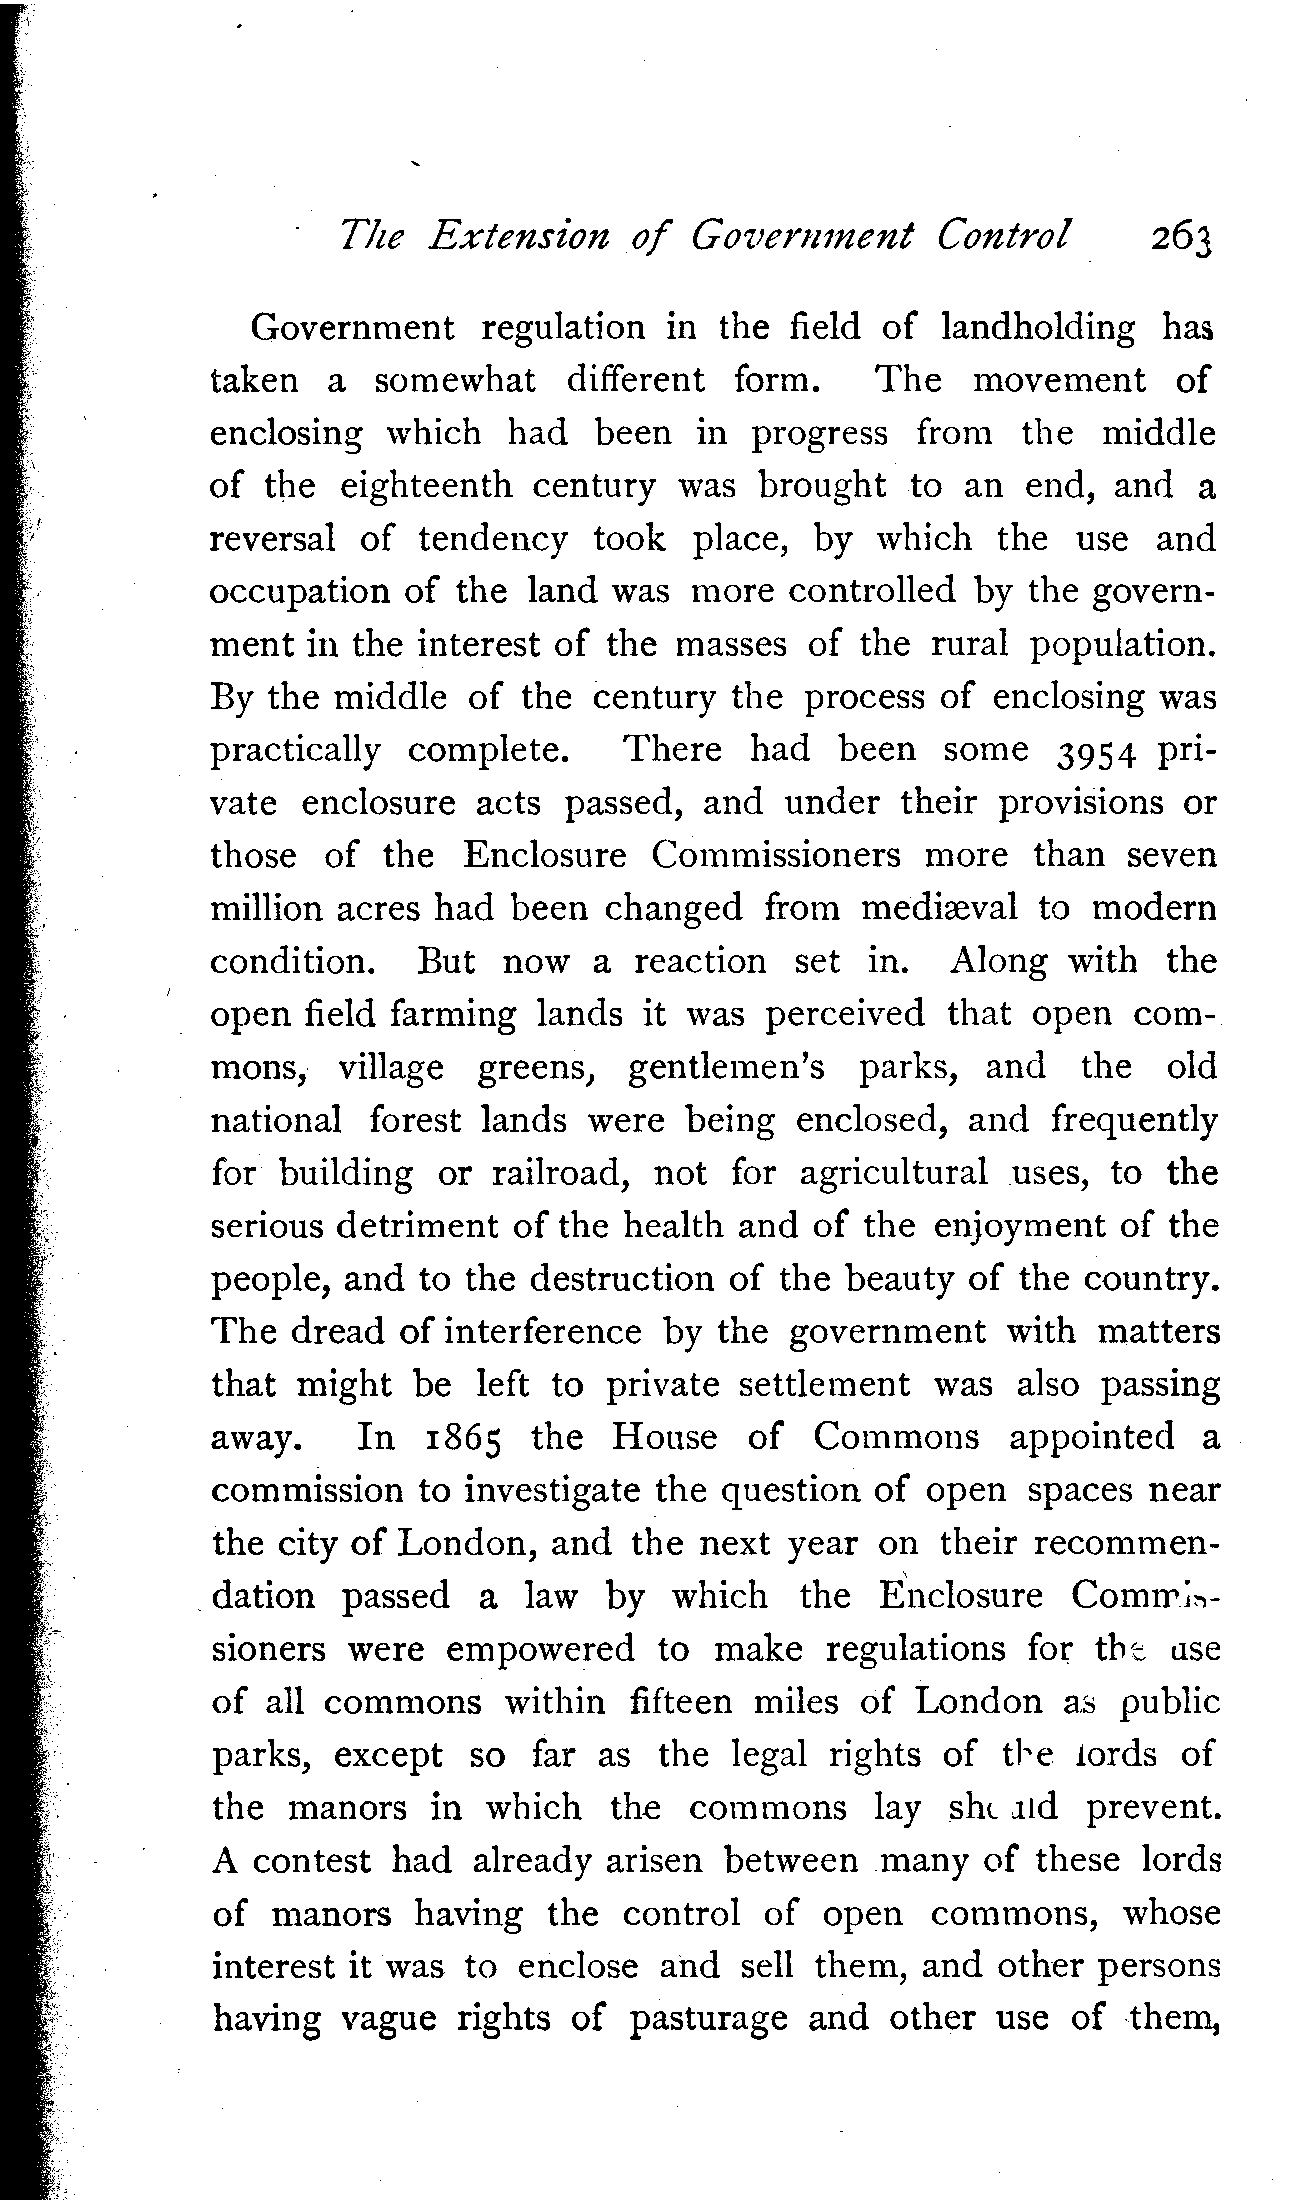 The Extension of Government Control 263
Government regulation in the field of landholding has
taken a somewhat different form. The movement of
enclosing which had been in progress from the middle
of the eighteenth century was brought to an end, and a
reversal of tendency took place, by which the use and
occupation of the land was more controlled by the govern-
ment in the interest of the masses of the rural population.
By the middle of the century the process of enclosing was
practically complete. There had been some 3954 pri-
vate enclosure acts passed, and under their provisions or
those of the Enclosure Commissioners more than seven
million acres had been changed from mediæval to modern
condition. But now a reaction set in. Along with the
open field farming lands it was perceived that open com-
mons, village greens, gentlemen's parks, and the old
national forest lands were being enclosed, and frequently
for building or railroad, not for agricultural uses, to the
serious detriment of the health and of the enjoyment of the
people, and to the destruction of the beauty of the country.
The dread of interference by the government with matters
that might be left to private settlement was also passing
away. In 1865 the House of Commons appointed a
commission to investigate the question of open spaces near
the city of London, and the next year on their recommen-
dation passed a law by which the Enclosure Commis-
sioners were empowered to make regulations for the use
of all commons within fifteen miles of London as public
parks, except so far as the legal rights of the lords of
the manors in which the commons lay should prevent.
A contest had already arisen between many of these lords
of manors having the control of open commons, whose
interest it was to enclose and sell them, and other persons
having vague rights of pasturage and other use of them,